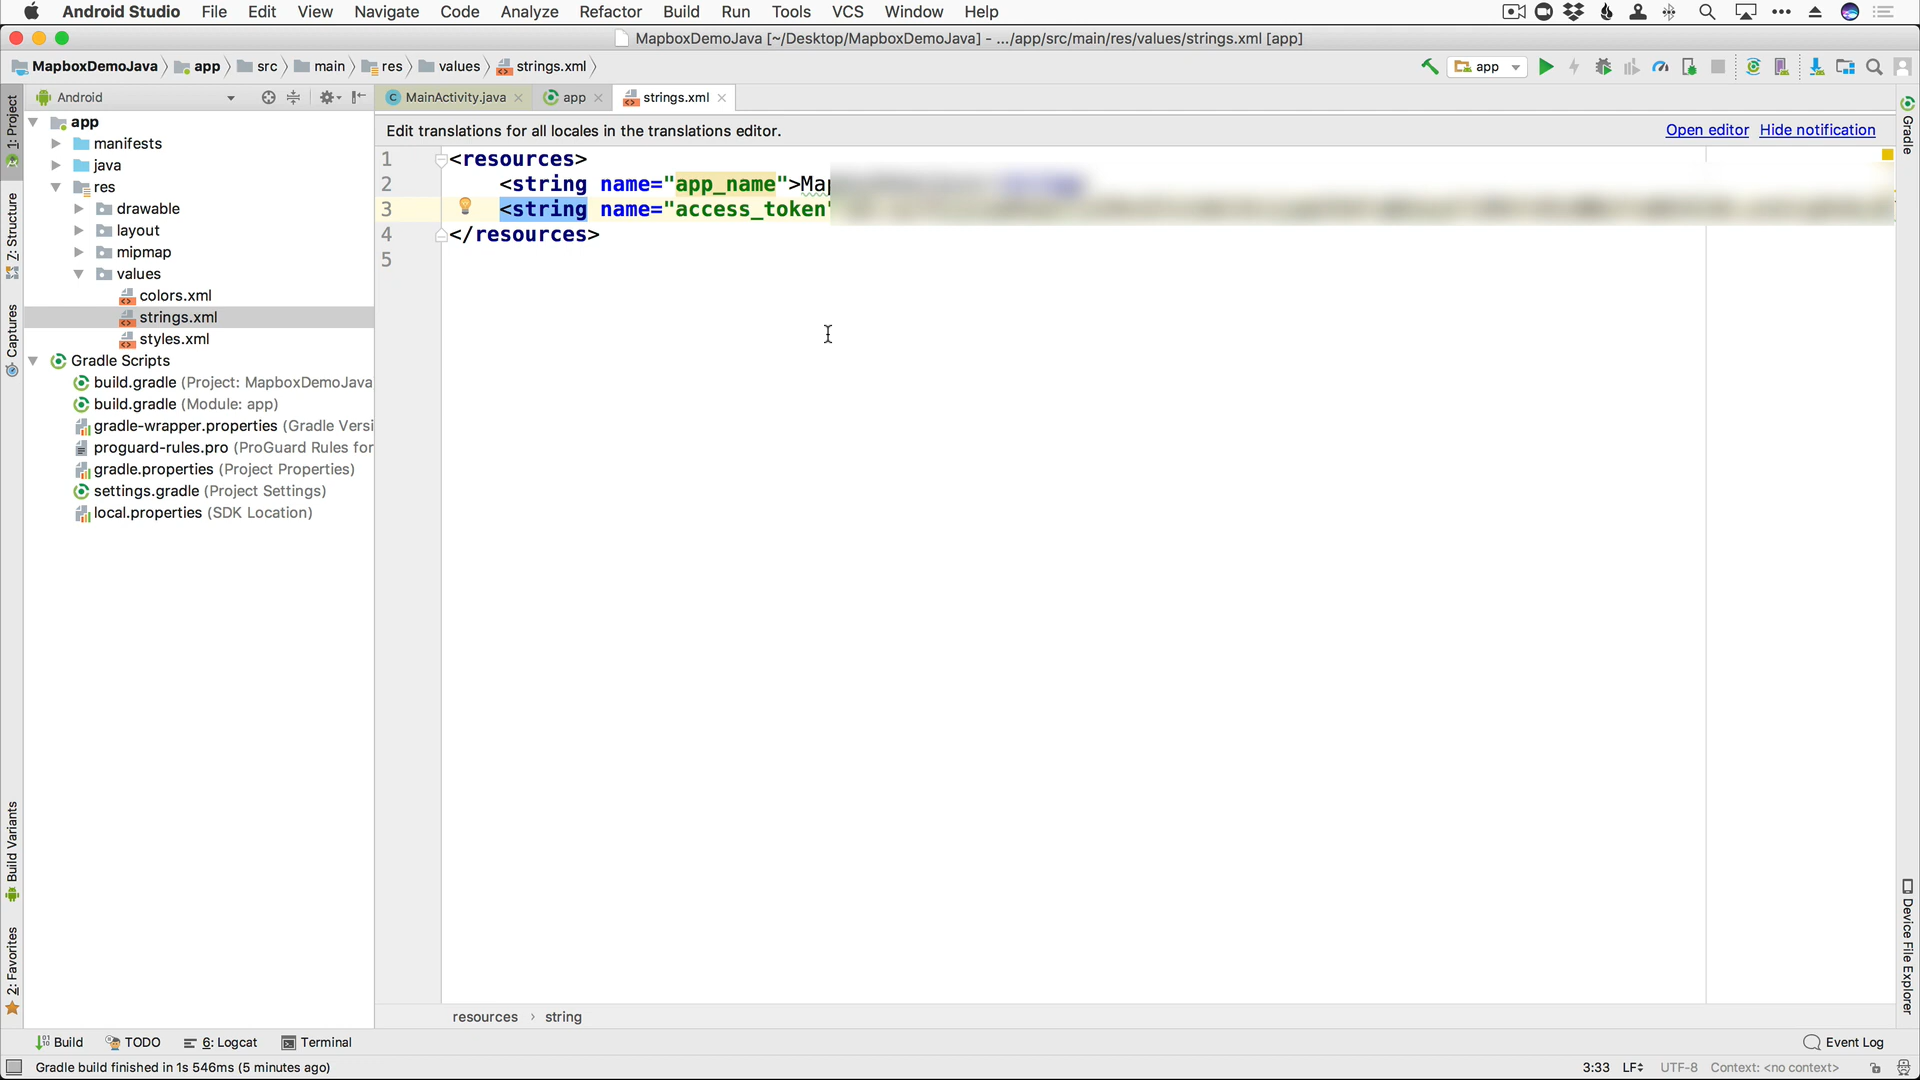 Android Studio File Edit View Navigate Code Analyze Refactor Build Run Tools VCS Window Help
MapboxDemoJava [~/Desktop/MapboxDemoJava] - .../app/src/main/res/values/strings.xml [app]
MapboxDemoJava app src main res values strings.xml app
Android MainActivity.java app strings.xml
Edit translations for all locales in the translations editor. Open editor Hide notification
1: Project
7: Structure
Captures
Build Variants
2: Favorites
app
manifests
java
res
drawable
layout
mipmap
values
colors.xml
strings.xml
styles.xml
Gradle Scripts
build.gradle (Project: MapboxDemoJava
build.gradle (Module: app)
gradle-wrapper.properties (Gradle Versi
proguard-rules.pro (ProGuard Rules for
gradle.properties (Project Properties)
settings.gradle (Project Settings)
local.properties (SDK Location)
1 <resources>
2 <string name="app_name">Map
3 <string name="access_token"
4 </resources>
5
Gradle
Device File Explorer
resources › string
Build TODO 6: Logcat Terminal Event Log
Gradle build finished in 1s 546ms (5 minutes ago) 3:33 LF UTF-8 Context: <no context>